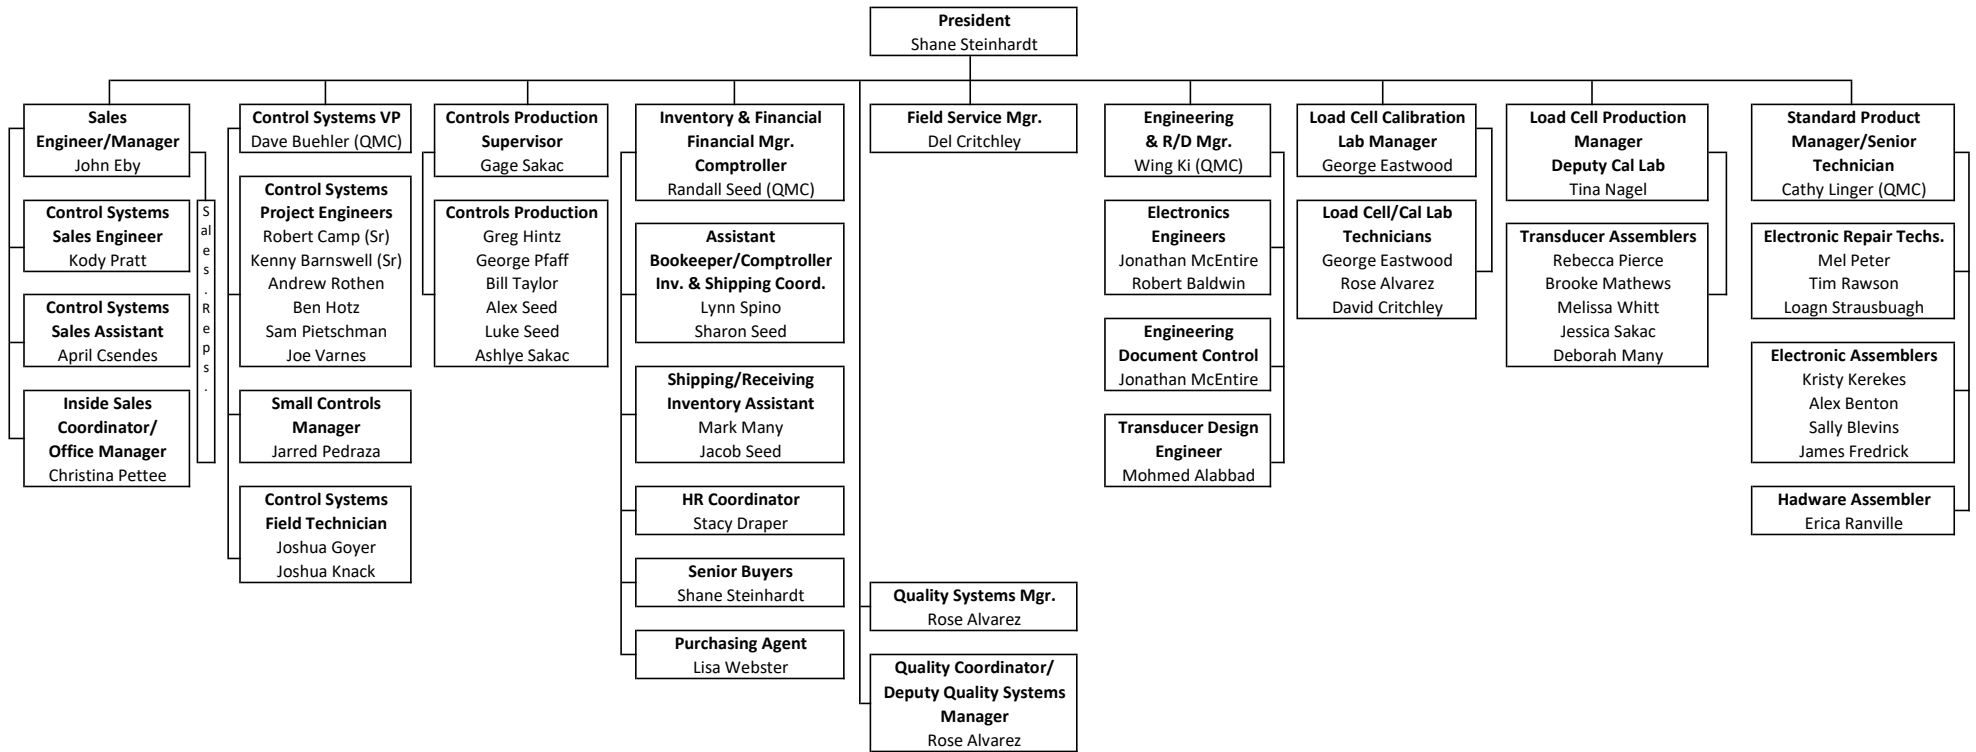 President
Shane Steinhardt
Sales
Engineer/Manager
John Eby
Control Systems
Sales Engineer
Kody Pratt
Control Systems
Sales Assistant
April Csendes
Inside Sales
Coordinator/
Office Manager
Christina Pettee
S
al
e
s
.
R
e
p
s
.
Control Systems VP
Dave Buehler (QMC)
Control Systems
Project Engineers
Robert Camp (Sr)
Kenny Barnswell (Sr)
Andrew Rothen
Ben Hotz
Sam Pietschman
Joe Varnes
Small Controls
Manager
Jarred Pedraza
Control Systems
Field Technician
Joshua Goyer
Joshua Knack
Controls Production
Supervisor
Gage Sakac
Controls Production
Greg Hintz
George Pfaff
Bill Taylor
Alex Seed
Luke Seed
Ashlye Sakac
Inventory & Financial
Financial Mgr.
Comptroller
Randall Seed (QMC)
Assistant
Bookeeper/Comptroller
Inv. & Shipping Coord.
Lynn Spino
Sharon Seed
Shipping/Receiving
Inventory Assistant
Mark Many
Jacob Seed
HR Coordinator
Stacy Draper
Senior Buyers
Shane Steinhardt
Purchasing Agent
Lisa Webster
Field Service Mgr.
Del Critchley
Quality Systems Mgr.
Rose Alvarez
Quality Coordinator/
Deputy Quality Systems
Manager
Rose Alvarez
Engineering
& R/D Mgr.
Wing Ki (QMC)
Electronics
Engineers
Jonathan McEntire
Robert Baldwin
Engineering
Document Control
Jonathan McEntire
Transducer Design
Engineer
Mohmed Alabbad
Load Cell Calibration
Lab Manager
George Eastwood
Load Cell/Cal Lab
Technicians
George Eastwood
Rose Alvarez
David Critchley
Load Cell Production
Manager
Deputy Cal Lab
Tina Nagel
Transducer Assemblers
Rebecca Pierce
Brooke Mathews
Melissa Whitt
Jessica Sakac
Deborah Many
Standard Product
Manager/Senior
Technician
Cathy Linger (QMC)
Electronic Repair Techs.
Mel Peter
Tim Rawson
Loagn Strausbuagh
Electronic Assemblers
Kristy Kerekes
Alex Benton
Sally Blevins
James Fredrick
Hadware Assembler
Erica Ranville